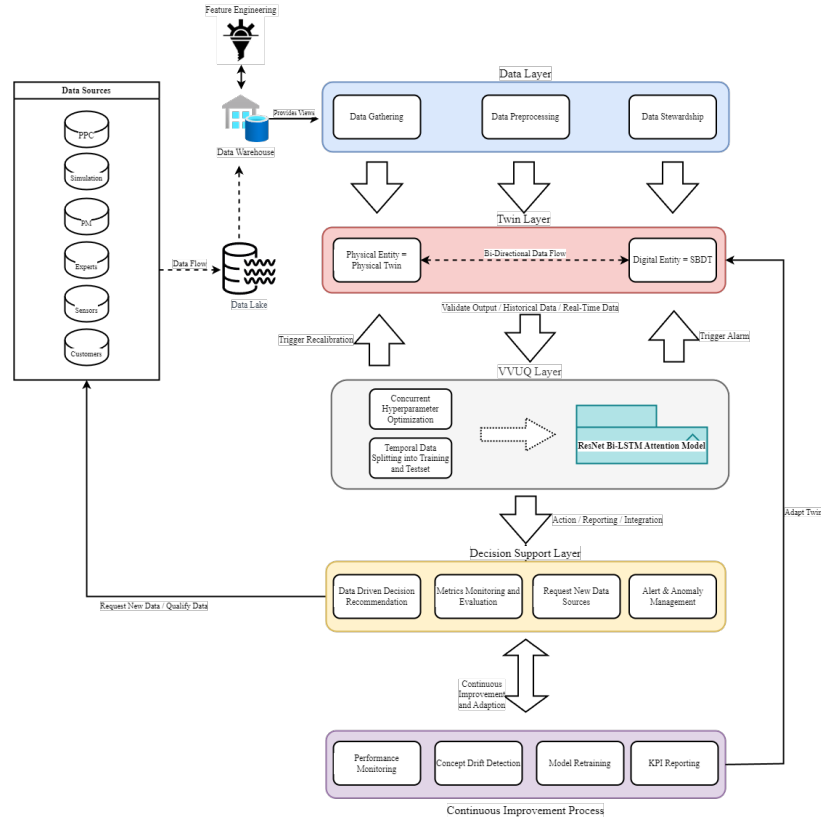 Feature Engineering
Data Sources
PPC
Simulation
PM
Experts
Sensors
Customers
Data Flow
Data Lake
Data Warehouse
Provides Views
Data Layer
Data Gathering
Data Preprocessing
Data Stewardship
Twin Layer
Physical Entity =
Physical Twin
Bi-Directional Data Flow
Digital Entity = SBDT
Validate Output / Historical Data / Real-Time Data
Trigger Recalibration
Trigger Alarm
VVUQ Layer
Concurrent
Hyperparameter
Optimization
Temporal Data
Splitting into Training
and Testset
ResNet Bi-LSTM Attention Model
Action / Reporting / Integration
Adapt Twin
Decision Support Layer
Data Driven Decision
Recommendation
Metrics Monitoring and
Evaluation
Request New Data
Sources
Alert & Anomaly
Management
Request New Data / Qualify Data
Continuous
Improvement
and Adaption
Performance
Monitoring
Concept Drift Detection
Model Retraining
KPI Reporting
Continuous Improvement Process